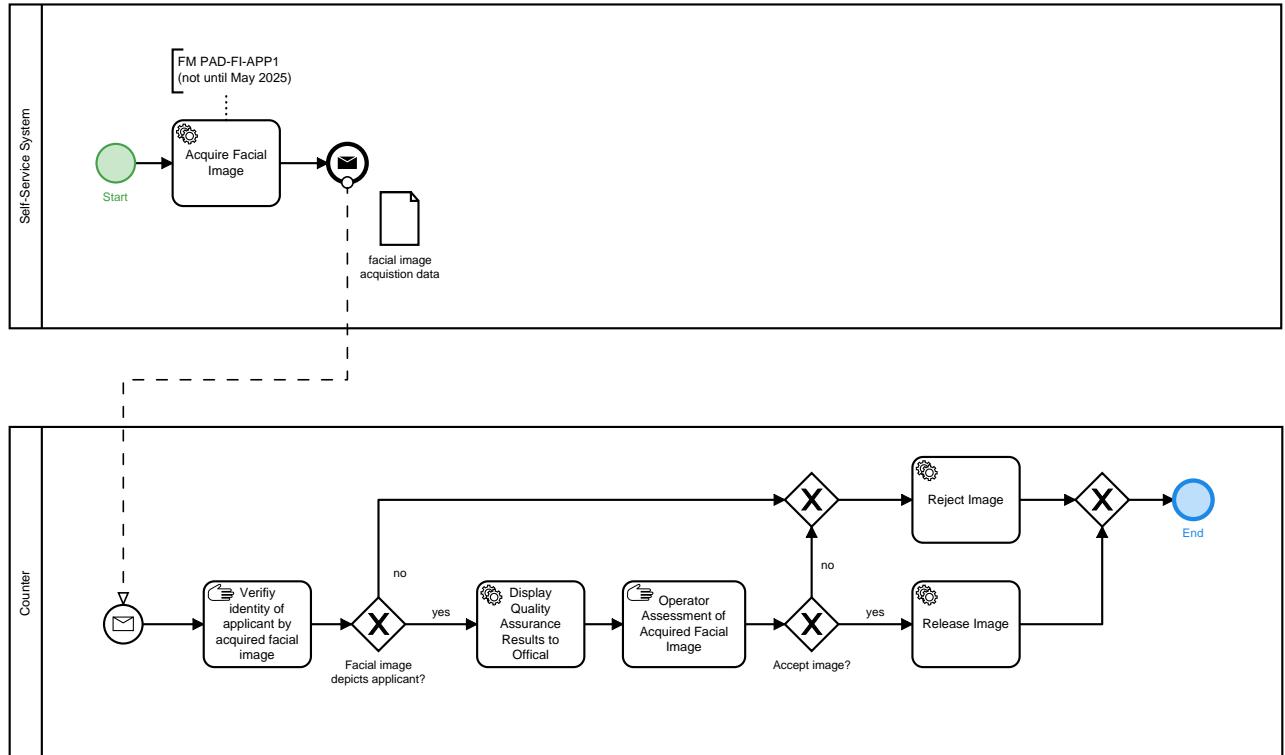 Self-Service System
FM PAD-FI-APP1
(not until May 2025)
Acquire Facial
Image
Start
facial image
acquistion data
Counter
Verifiy
identity of
applicant by
acquired facial
image
no
yes
Facial image
depicts applicant?
Display
Quality
Assurance
Results to
Offical
Operator
Assessment of
Acquired Facial
Image
no
yes
Accept image?
Reject Image
Release Image
End